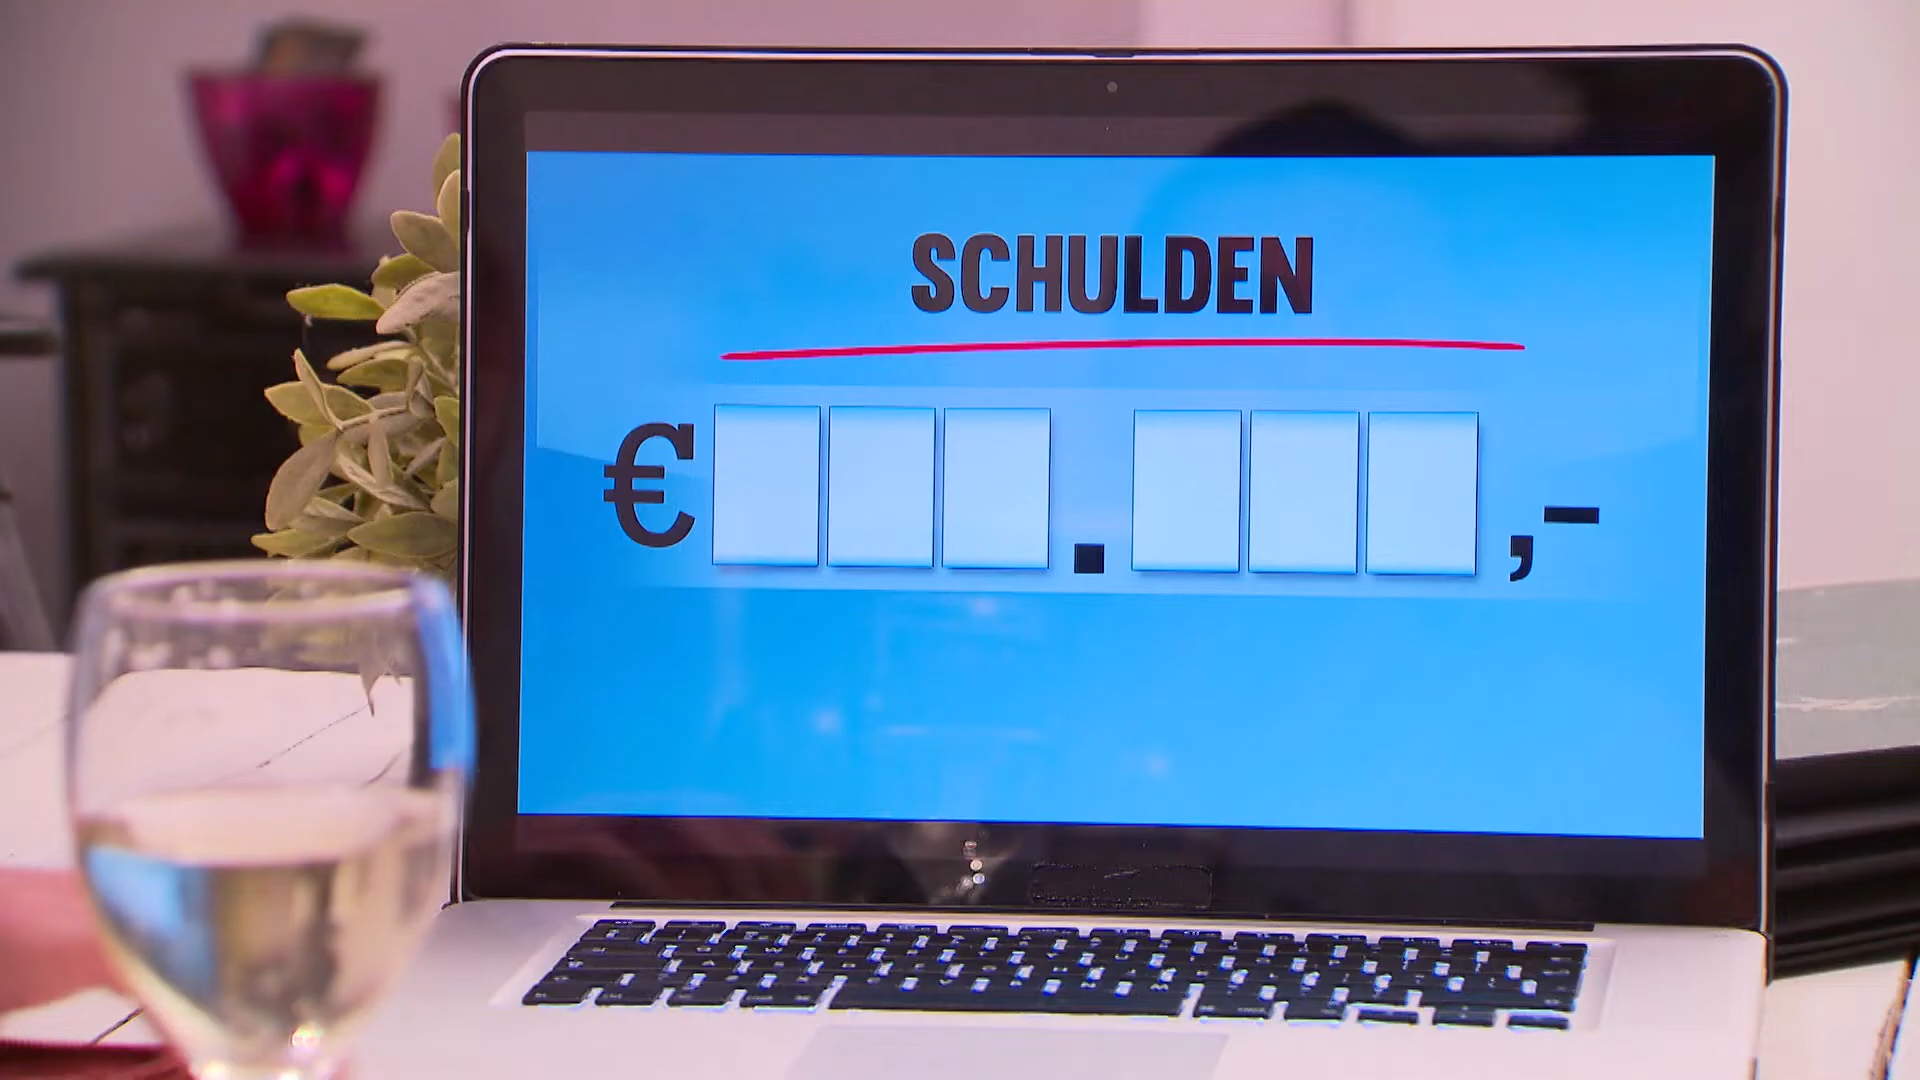 SCHULDEN
€ . ,-